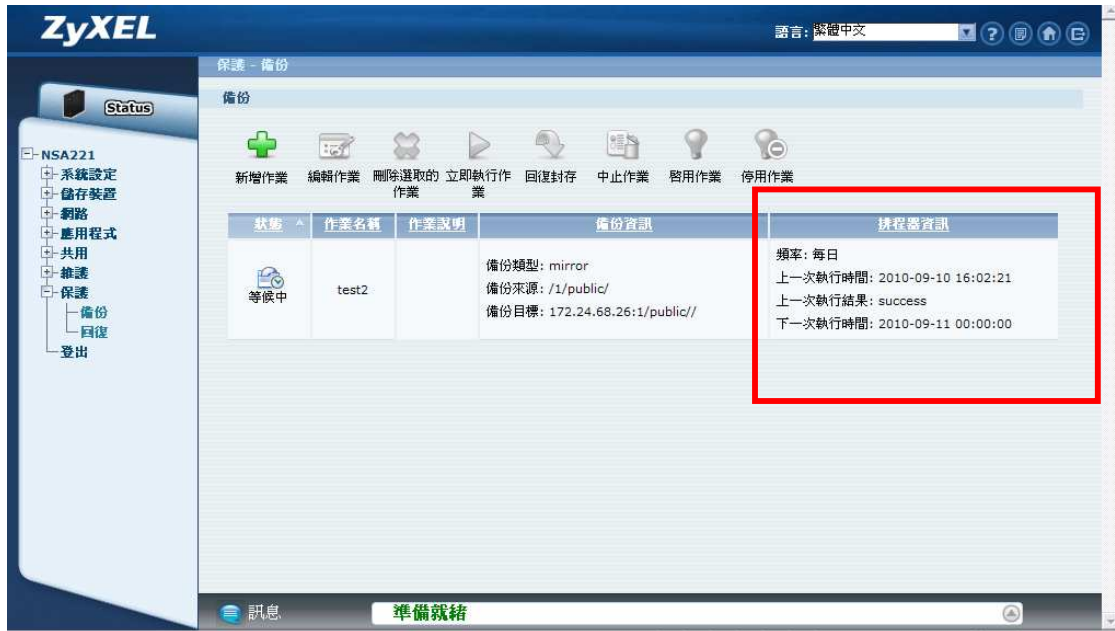 ZyXEL
語言: 繁體中文
保護 - 備份
Status
備份
NSA221
系統設定
儲存裝置
網路
應用程式
共用
維護
保護
備份
回復
登出
新增作業 編輯作業 刪除選取的作業 立即執行作業 回復封存 中止作業 啓用作業 停用作業
狀態 作業名稱 作業説明 備份資訊 排程器資訊
等候中
test2
備份類型: mirror
備份來源: /1/public/
備份目標: 172.24.68.26:1/public//
頻率: 每日
上一次執行時間: 2010-09-10 16:02:21
上一次執行結果: success
下一次執行時間: 2010-09-11 00:00:00
訊息 準備就緒